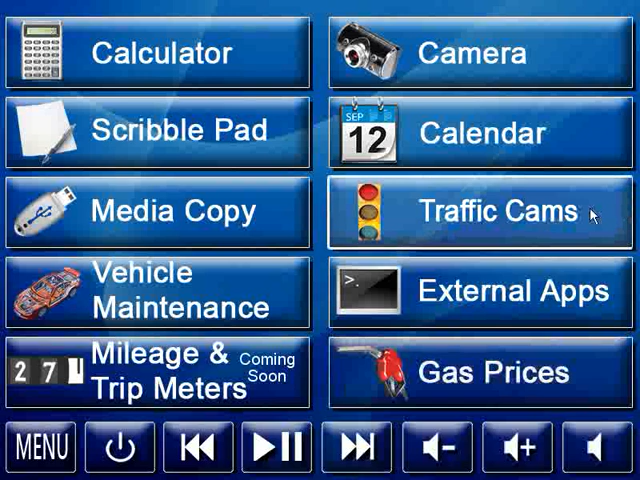 Calculator
Camera
Scribble Pad
SEP
12
Calendar
Media Copy
Traffic Cams
Vehicle
Maintenance
>_
External Apps
2 7
Mileage &
Trip Meters
Coming
Soon
Gas Prices
MENU